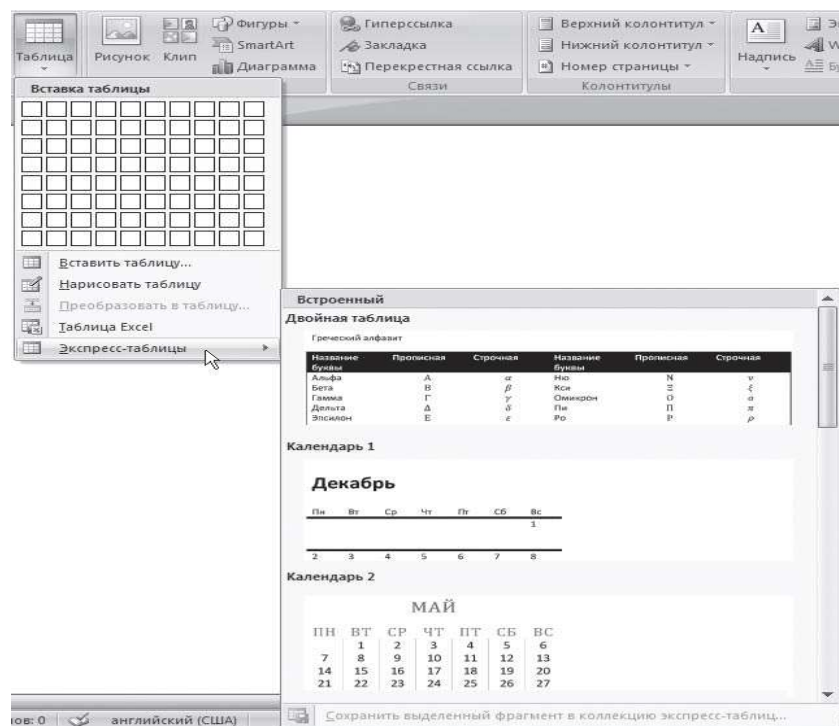 Таблица
Рисунок
Клип
Фигуры
SmartArt
Диаграмма
Гиперссылка
Закладка
Перекрестная ссылка
Связи
Верхний колонтитул
Нижний колонтитул
Номер страницы
Колонтитулы
A
Надпись
Вставка таблицы
Вставить таблицу...
Нарисовать таблицу
Преобразовать в таблицу...
Таблица Excel
Экспресс-таблицы
Встроенный
Двойная таблица
Греческий алфавит
Название буквы Прописная Строчная Название буквы Прописная Строчная
Альфа Α α Ню Ν ν
Бета Β β Кси Ξ ξ
Гамма Γ γ Омикрон Ο ο
Дельта Δ δ Пи Π π
Эпсилон Ε ε Ро Ρ ρ
Календарь 1
Декабрь
Пн Вт Ср Чт Пт Сб Вс
1
2 3 4 5 6 7 8
Календарь 2
МАЙ
ПН ВТ СР ЧТ ПТ СБ ВС
1 2 3 4 5 6
7 8 9 10 11 12 13
14 15 16 17 18 19 20
21 22 23 24 25 26 27
Сохранить выделенный фрагмент в коллекцию экспресс-таблиц...
ов: 0 английский (США)